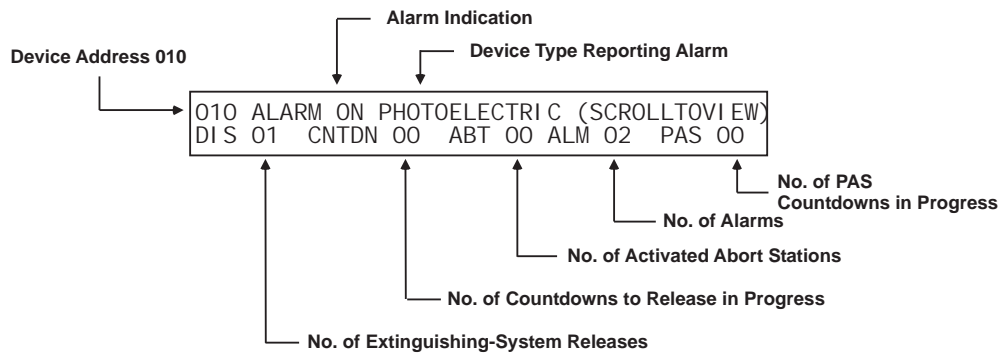 Alarm Indication
Device Type Reporting Alarm
Device Address 010
010 ALARM ON PHOTOELECTRIC (SCROLLTOVIEW)
DIS 01 CNTDN 00 ABT 00 ALM 02 PAS 00
No. of PAS
Countdowns in Progress
No. of Alarms
No. of Activated Abort Stations
No. of Countdowns to Release in Progress
No. of Extinguishing-System Releases